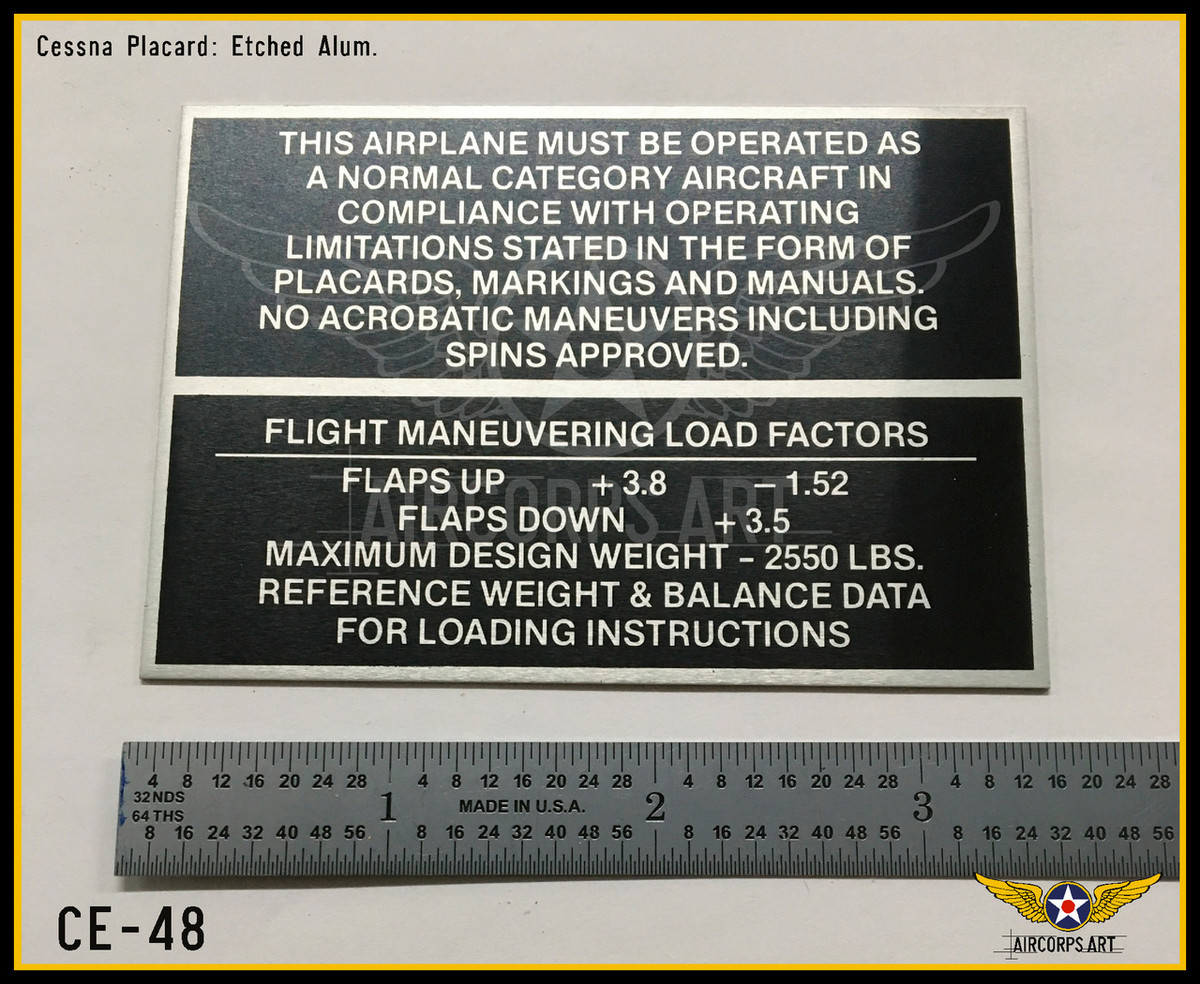 Cessna Placard: Etched Alum.
THIS AIRPLANE MUST BE OPERATED AS
A NORMAL CATEGORY AIRCRAFT IN
COMPLIANCE WITH OPERATING
LIMITATIONS STATED IN THE FORM OF
PLACARDS, MARKINGS AND MANUALS.
NO ACROBATIC MANEUVERS INCLUDING
SPINS APPROVED.
FLIGHT MANEUVERING LOAD FACTORS
FLAPS UP +3.8 – 1.52
FLAPS DOWN +3.5
MAXIMUM DESIGN WEIGHT – 2550 LBS.
REFERENCE WEIGHT & BALANCE DATA
FOR LOADING INSTRUCTIONS
AIRCORPS ART
4 8 12 16 20 24 28 4 8 12 16 20 24 28 4 8 12 16 20 24 28 4 8 12 16 20 24 28
32NDS 1 MADE IN U.S.A. 2 3
64 THS
8 16 24 32 40 48 56 8 16 24 32 40 48 56 8 16 24 32 40 48 56 8 16 24 32 40 48 56
CE-48
AIRCORPS ART